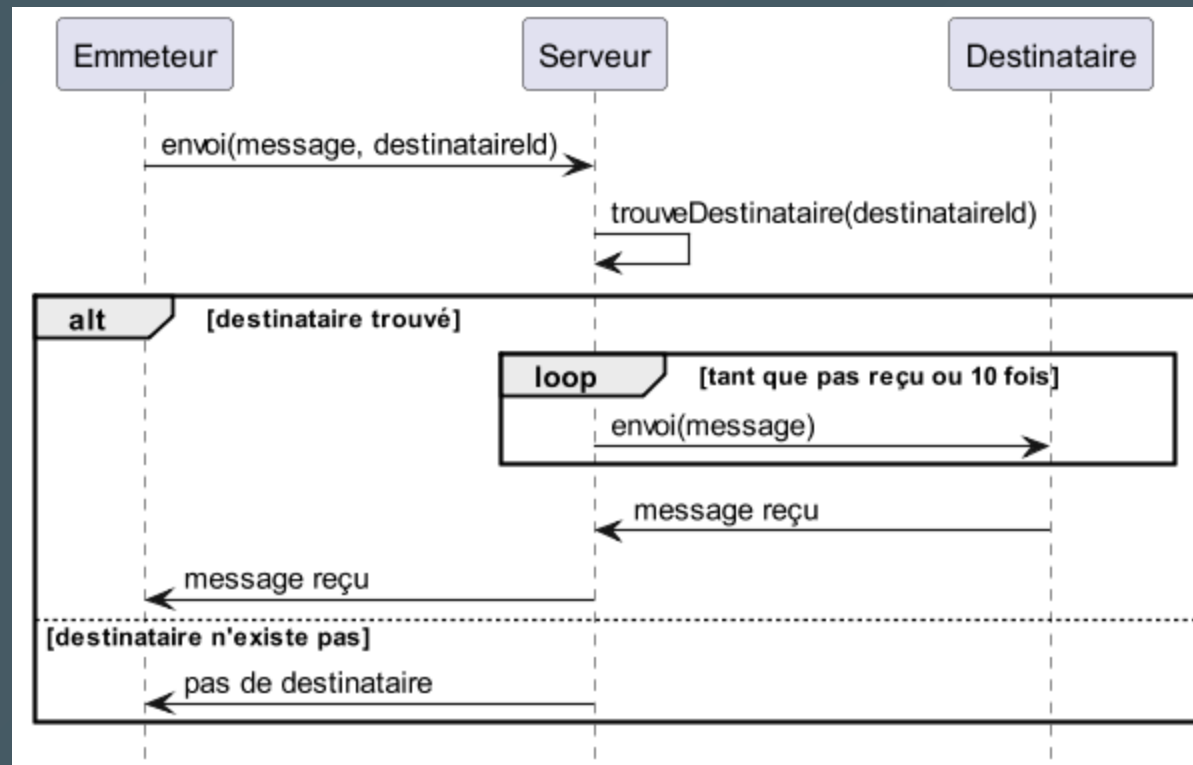 Emmeteur Serveur Destinataire
envoi(message, destinataireId)
trouveDestinataire(destinataireId)
alt [destinataire trouvé]
loop [tant que pas reçu ou 10 fois]
envoi(message)
message reçu
message reçu
[destinataire n'existe pas]
pas de destinataire